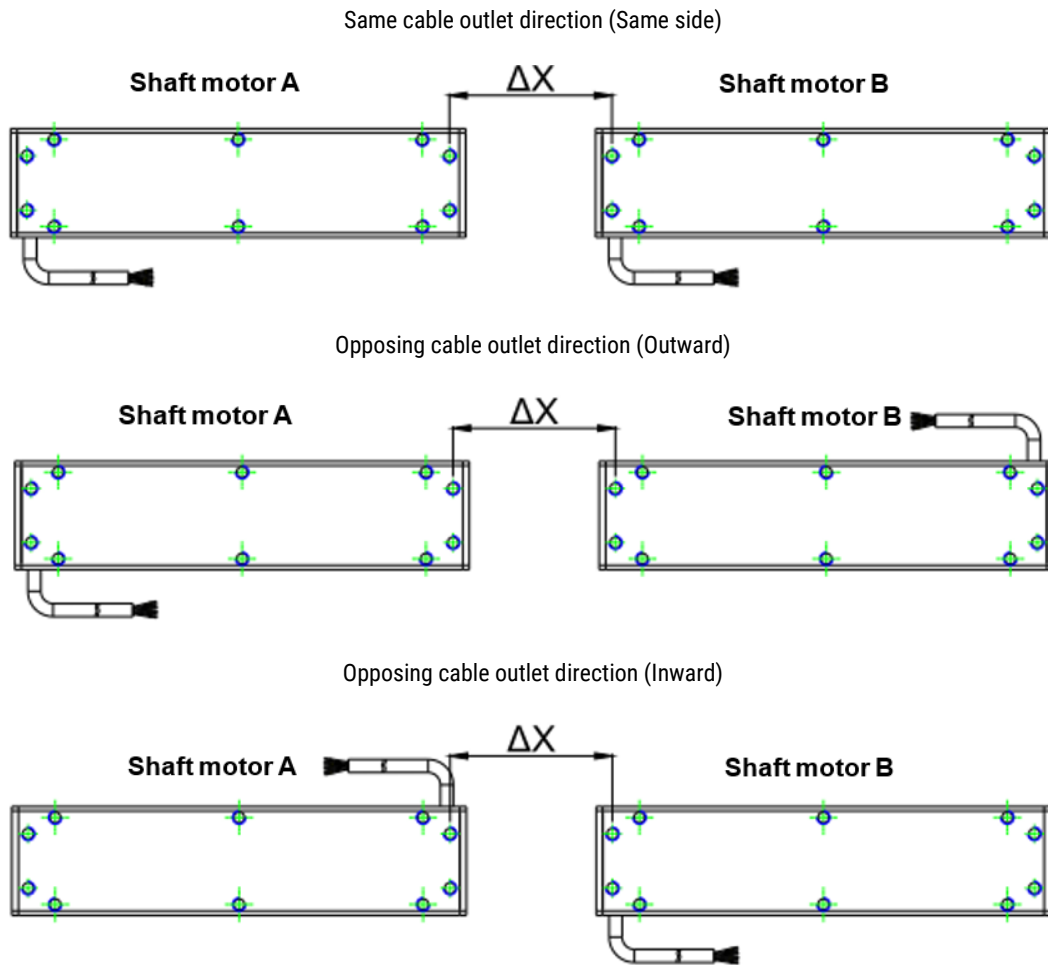 Same cable outlet direction (Same side)
Shaft motor A
ΔX
Shaft motor B
Opposing cable outlet direction (Outward)
Shaft motor A
ΔX
Shaft motor B
Opposing cable outlet direction (Inward)
Shaft motor A
ΔX
Shaft motor B